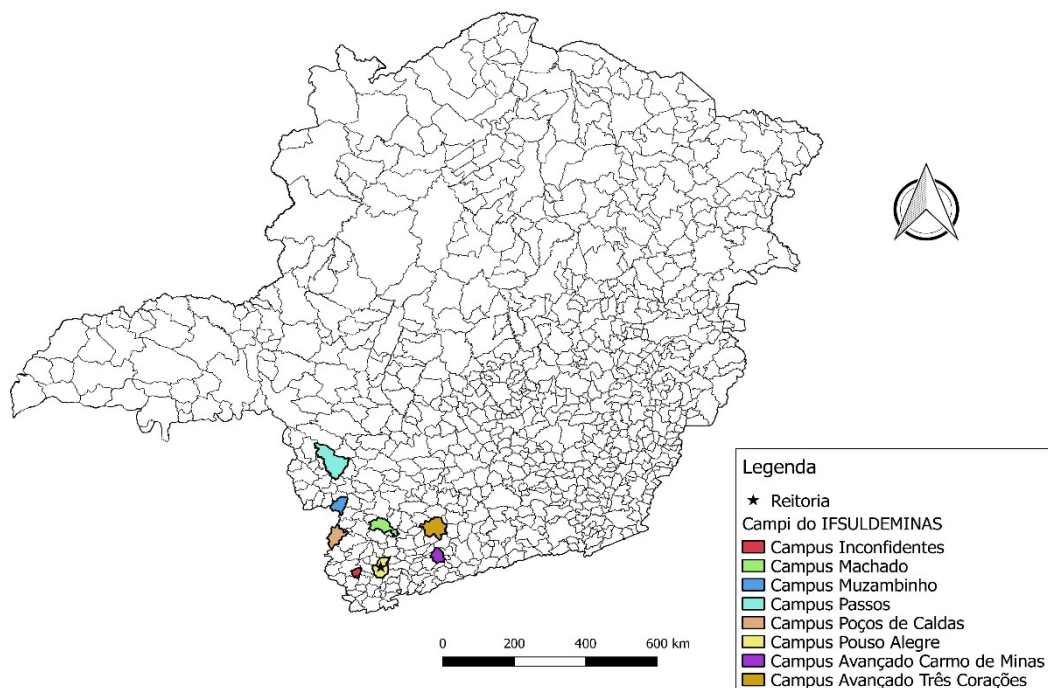 Legenda
Reitoria
Campi do IFSULDEMINAS
Campus Inconfidentes
Campus Machado
Campus Muzambinho
Campus Passos
Campus Poços de Caldas
Campus Pouso Alegre
Campus Avançado Carmo de Minas
Campus Avançado Três Corações
0 200 400 600 km